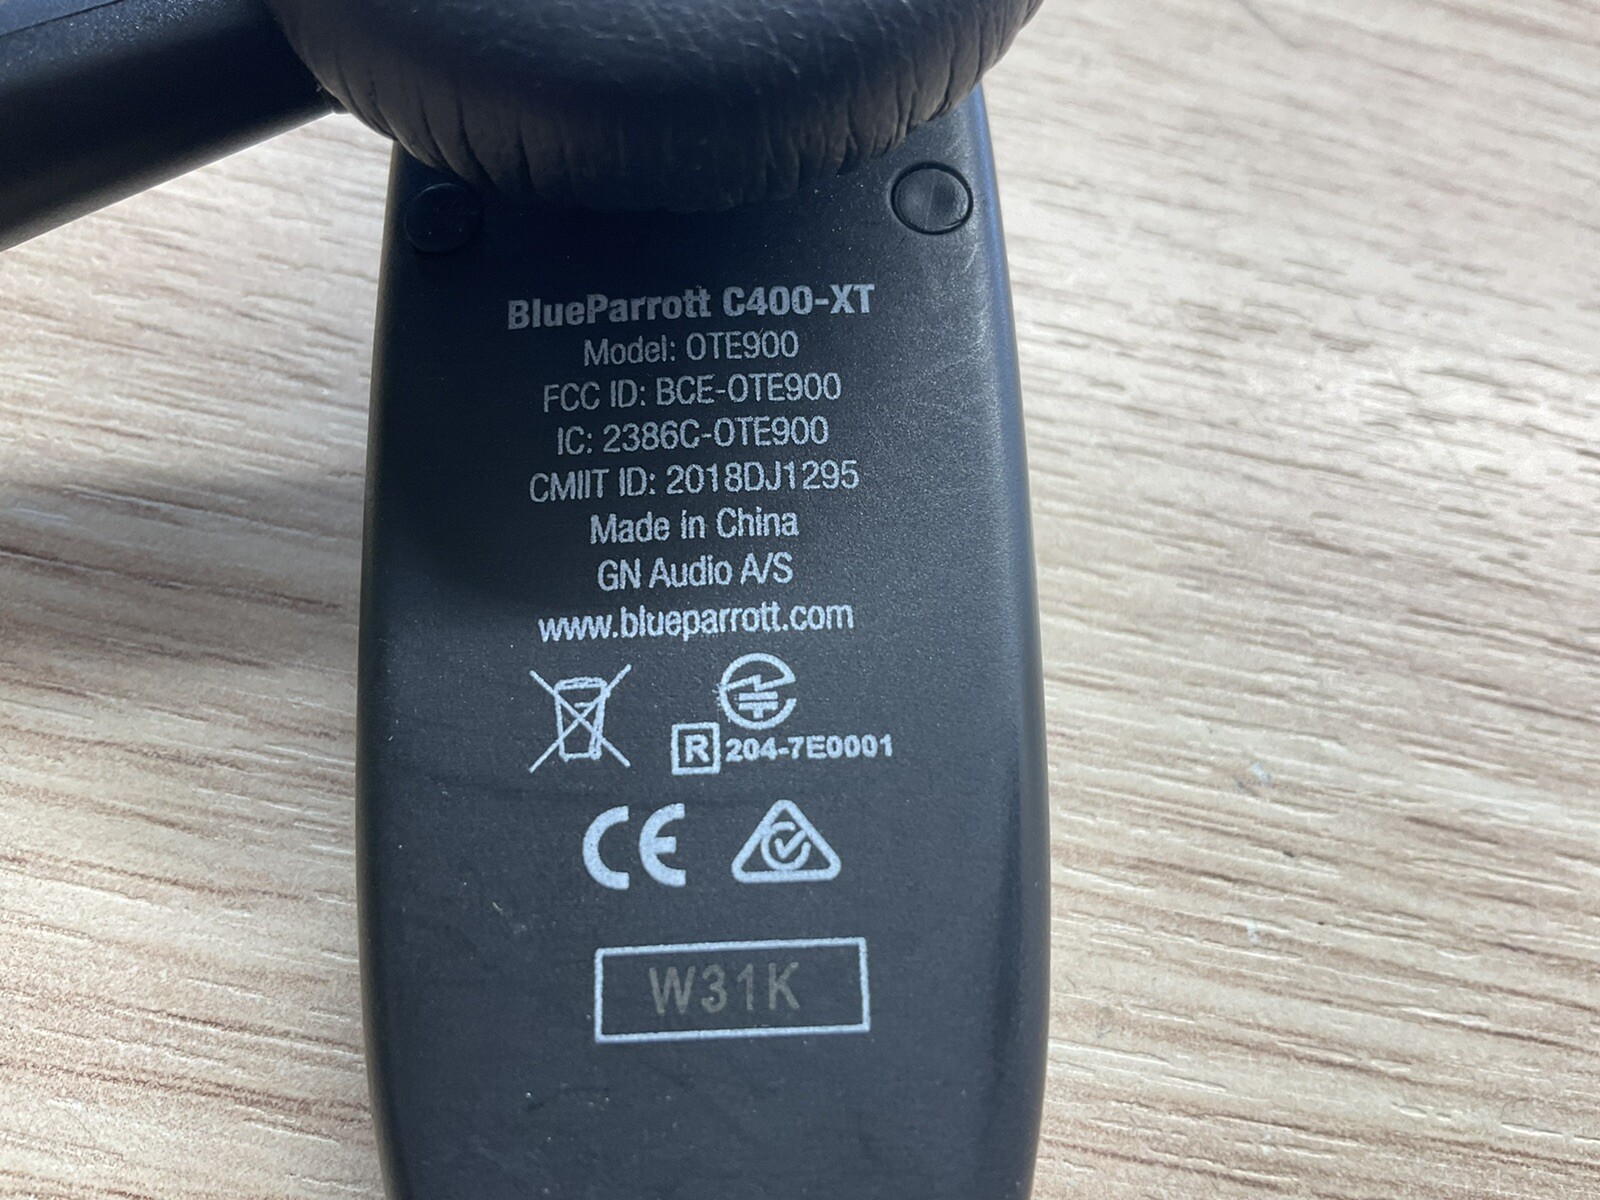 BlueParrott C400-XT
Model: OTE900
FCC ID: BCE-OTE900
IC: 2386C-OTE900
CMIIT ID: 2018DJ1295
Made in China
GN Audio A/S
www.blueparrott.com
R 204-7E0001
CE
W31K